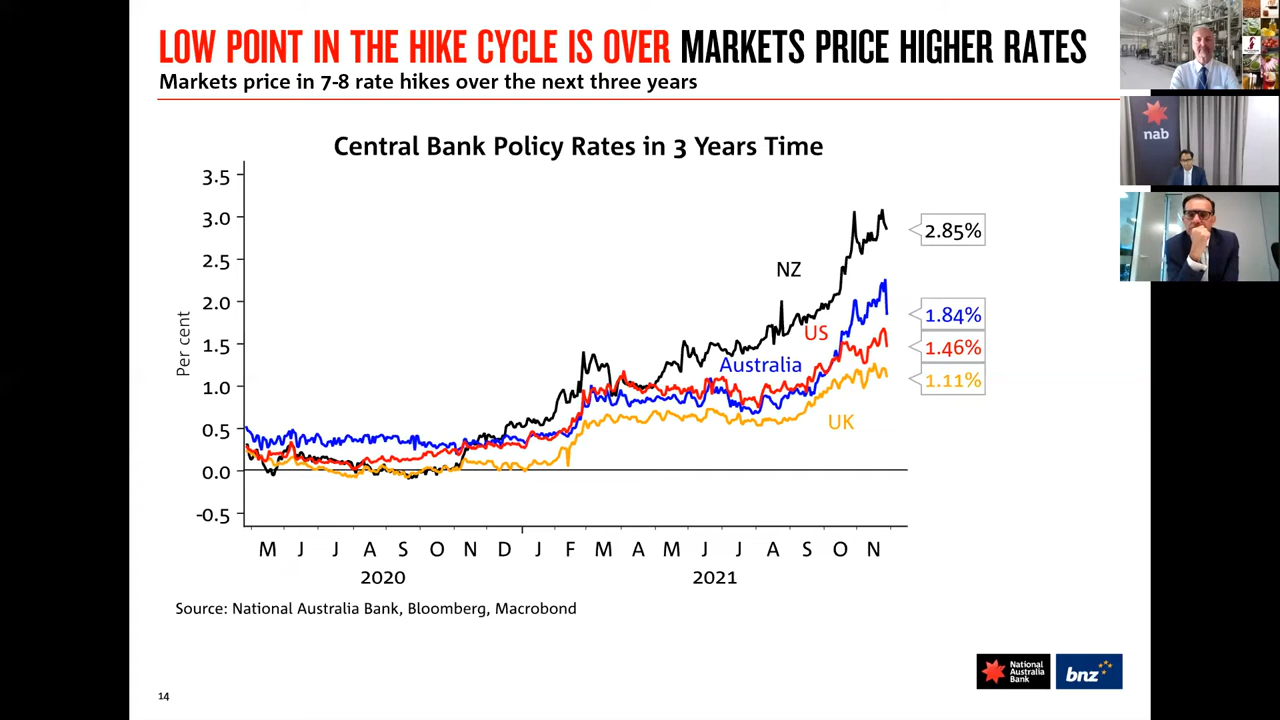 LOW POINT IN THE HIKE CYCLE IS OVER MARKETS PRICE HIGHER RATES
Markets price in 7-8 rate hikes over the next three years
nab
Central Bank Policy Rates in 3 Years Time
Per cent
3.5
3.0
2.5
2.0
1.5
1.0
0.5
0.0
-0.5
NZ
US
Australia
UK
2.85%
1.84%
1.46%
1.11%
M J J A S O N D J F M A M J J A S O N
2020 2021
Source: National Australia Bank, Bloomberg, Macrobond
14
National
Australia
Bank
bnz